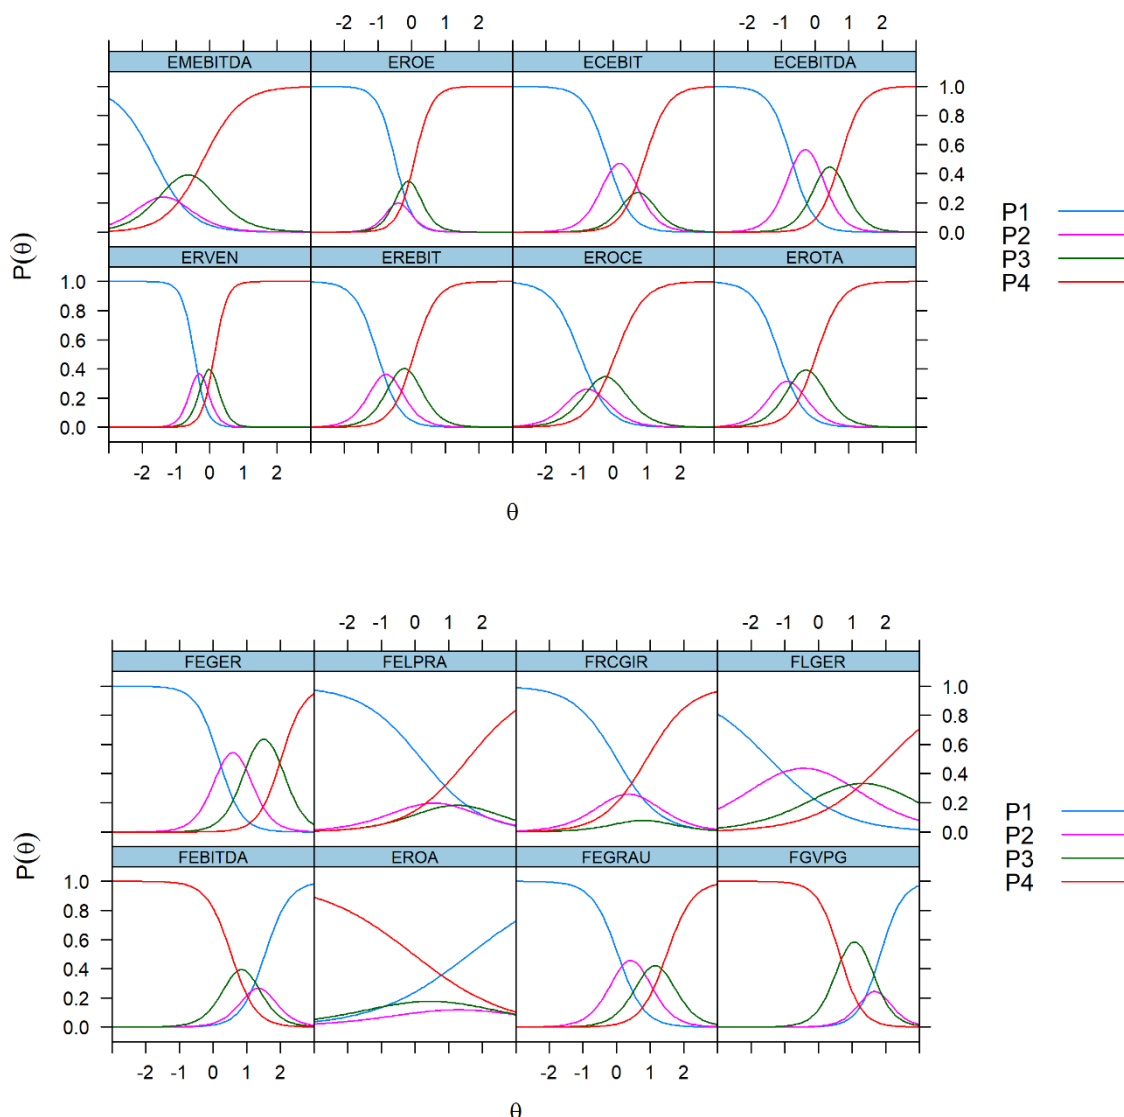 -2 -1 0 1 2 -2 -1 0 1 2
EMEBITDA EROE ECEBIT ECEBITDA
1.0
0.8
0.6
0.4
0.2
0.0
ERVEN EREBIT EROCE EROTA
1.0
0.8
0.6
0.4
0.2
0.0
-2 -1 0 1 2 -2 -1 0 1 2
P(θ)
θ
P1
P2
P3
P4
-2 -1 0 1 2 -2 -1 0 1 2
FEGER FELPRA FRCGIR FLGER
1.0
0.8
0.6
0.4
0.2
0.0
FEBITDA EROA FEGRAU FGVPG
1.0
0.8
0.6
0.4
0.2
0.0
-2 -1 0 1 2 -2 -1 0 1 2
P(θ)
θ
P1
P2
P3
P4